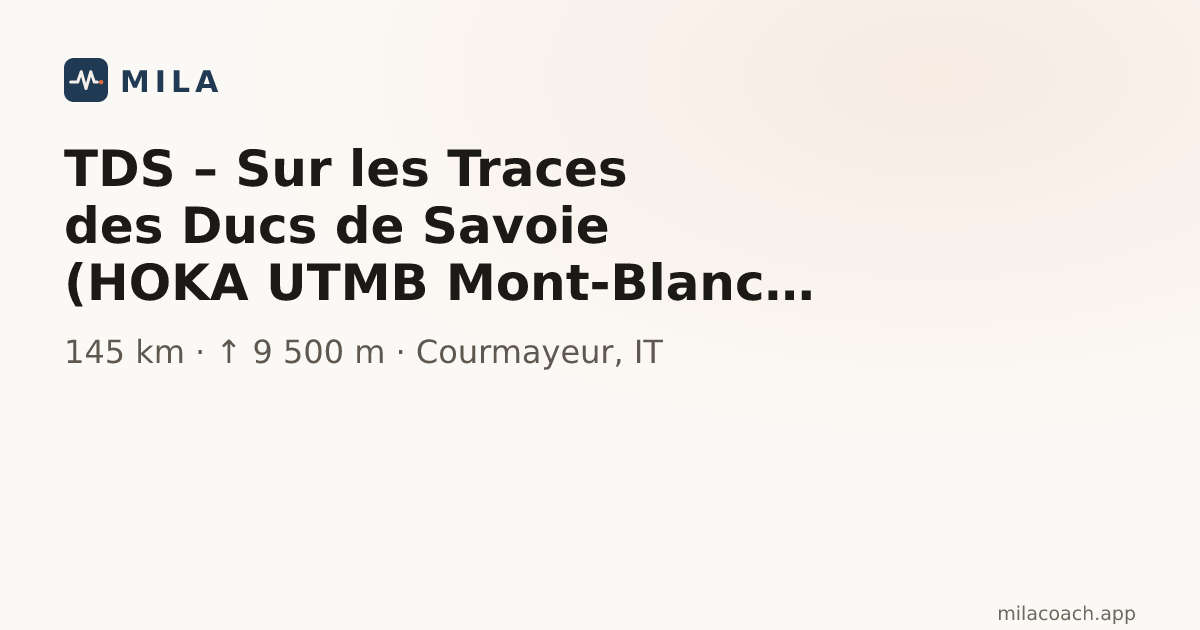 MILA
TDS – Sur les Traces
des Ducs de Savoie
(HOKA UTMB Mont-Blanc…
145 km · ↑ 9 500 m · Courmayeur, IT
milacoach.app